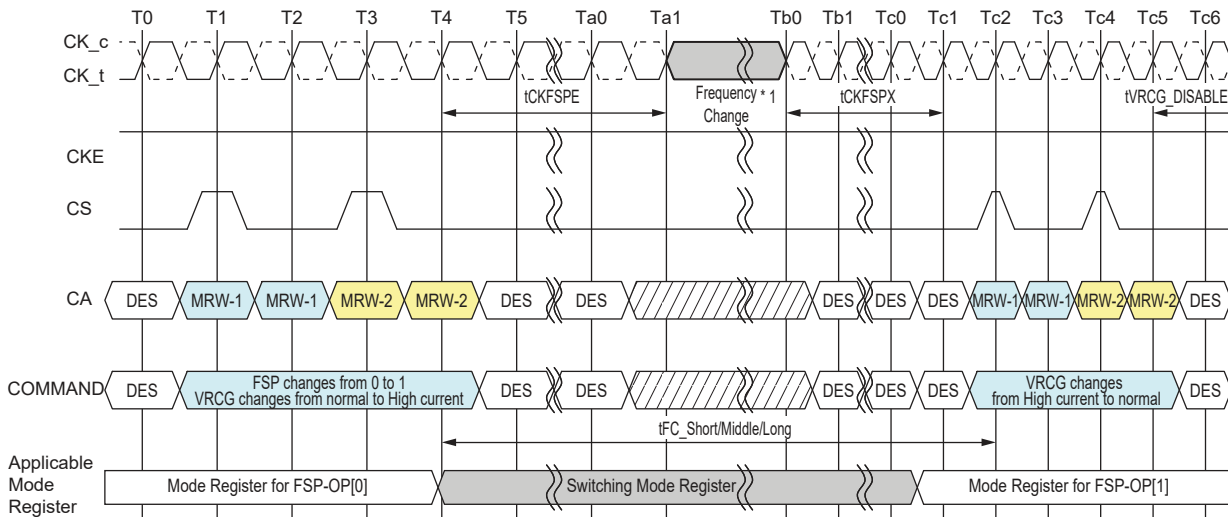 T0 T1 T2 T3 T4 T5 Ta0 Ta1 Tb0 Tb1 Tc0 Tc1 Tc2 Tc3 Tc4 Tc5 Tc6
CK_c
CK_t
tCKFSPE
Frequency * 1
Change
tCKFSPX
tVRCG_DISABLE
CKE
CS
CA DES MRW-1 MRW-1 MRW-2 MRW-2 DES DES DES DES DES MRW-1 MRW-1 MRW-2 MRW-2 DES
COMMAND DES FSP changes from 0 to 1
VRCG changes from normal to High current
DES DES DES DES DES VRCG changes
from High current to normal
DES
tFC_Short/Middle/Long
Applicable
Mode
Register
Mode Register for FSP-OP[0] Switching Mode Register Mode Register for FSP-OP[1]